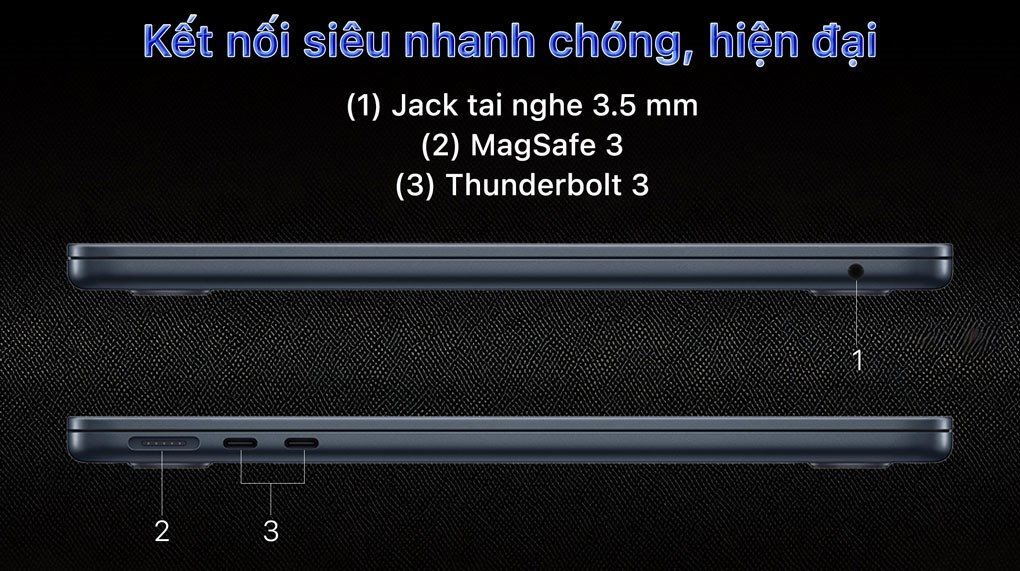 Kết nối siêu nhanh chóng, hiện đại
(1) Jack tai nghe 3.5 mm
(2) MagSafe 3
(3) Thunderbolt 3
1
2
3